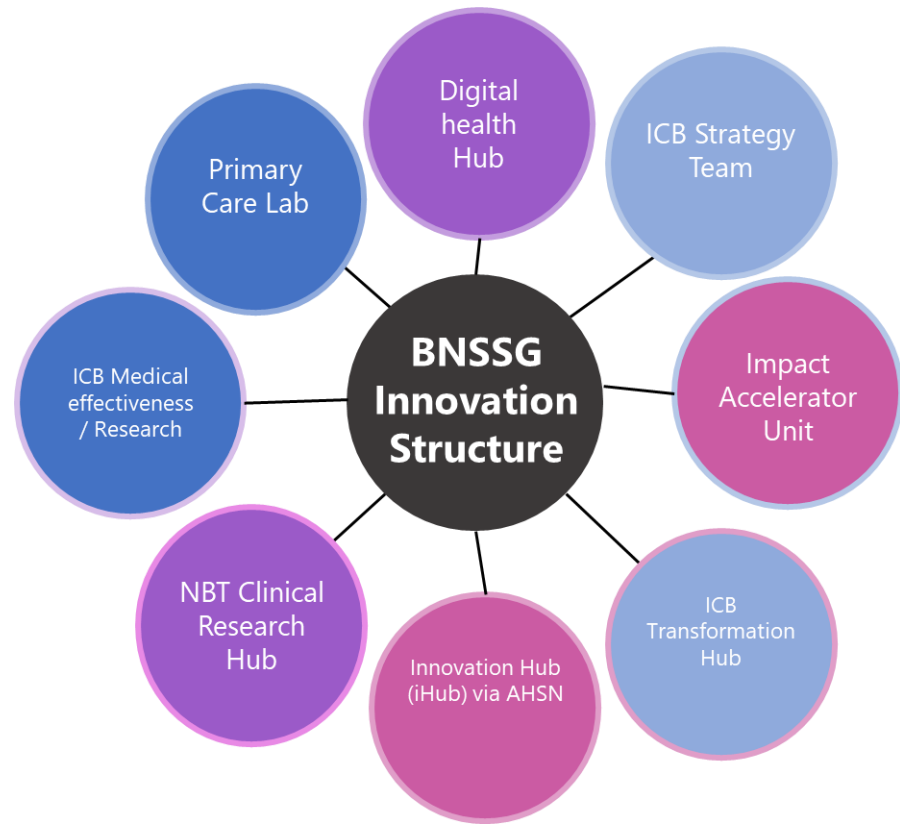 Digital
health
Hub
ICB Strategy
Team
Primary
Care Lab
BNSSG
Innovation
Structure
Impact
Accelerator
Unit
ICB Medical
effectiveness
/ Research
NBT Clinical
Research
Hub
Innovation Hub
(iHub) via AHSN
ICB
Transformation
Hub